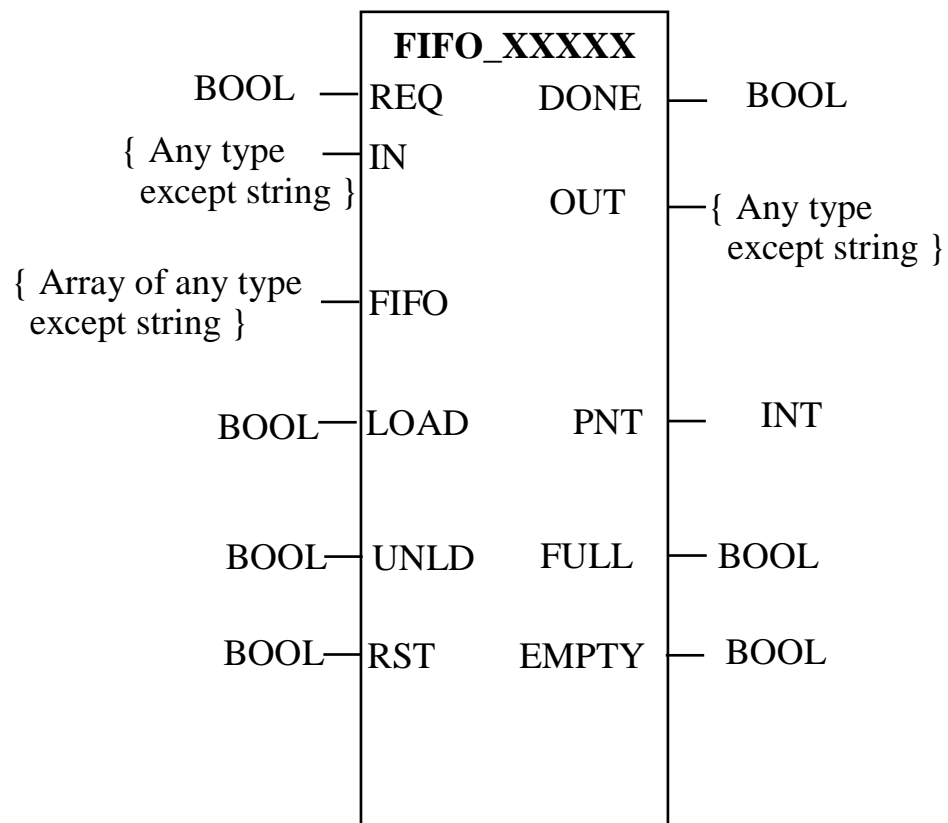 FIFO_XXXXX
BOOL REQ DONE BOOL
{ Any type IN
except string }
OUT { Any type
except string }
{ Array of any type FIFO
except string }
BOOL LOAD PNT INT
BOOL UNLD FULL BOOL
BOOL RST EMPTY BOOL